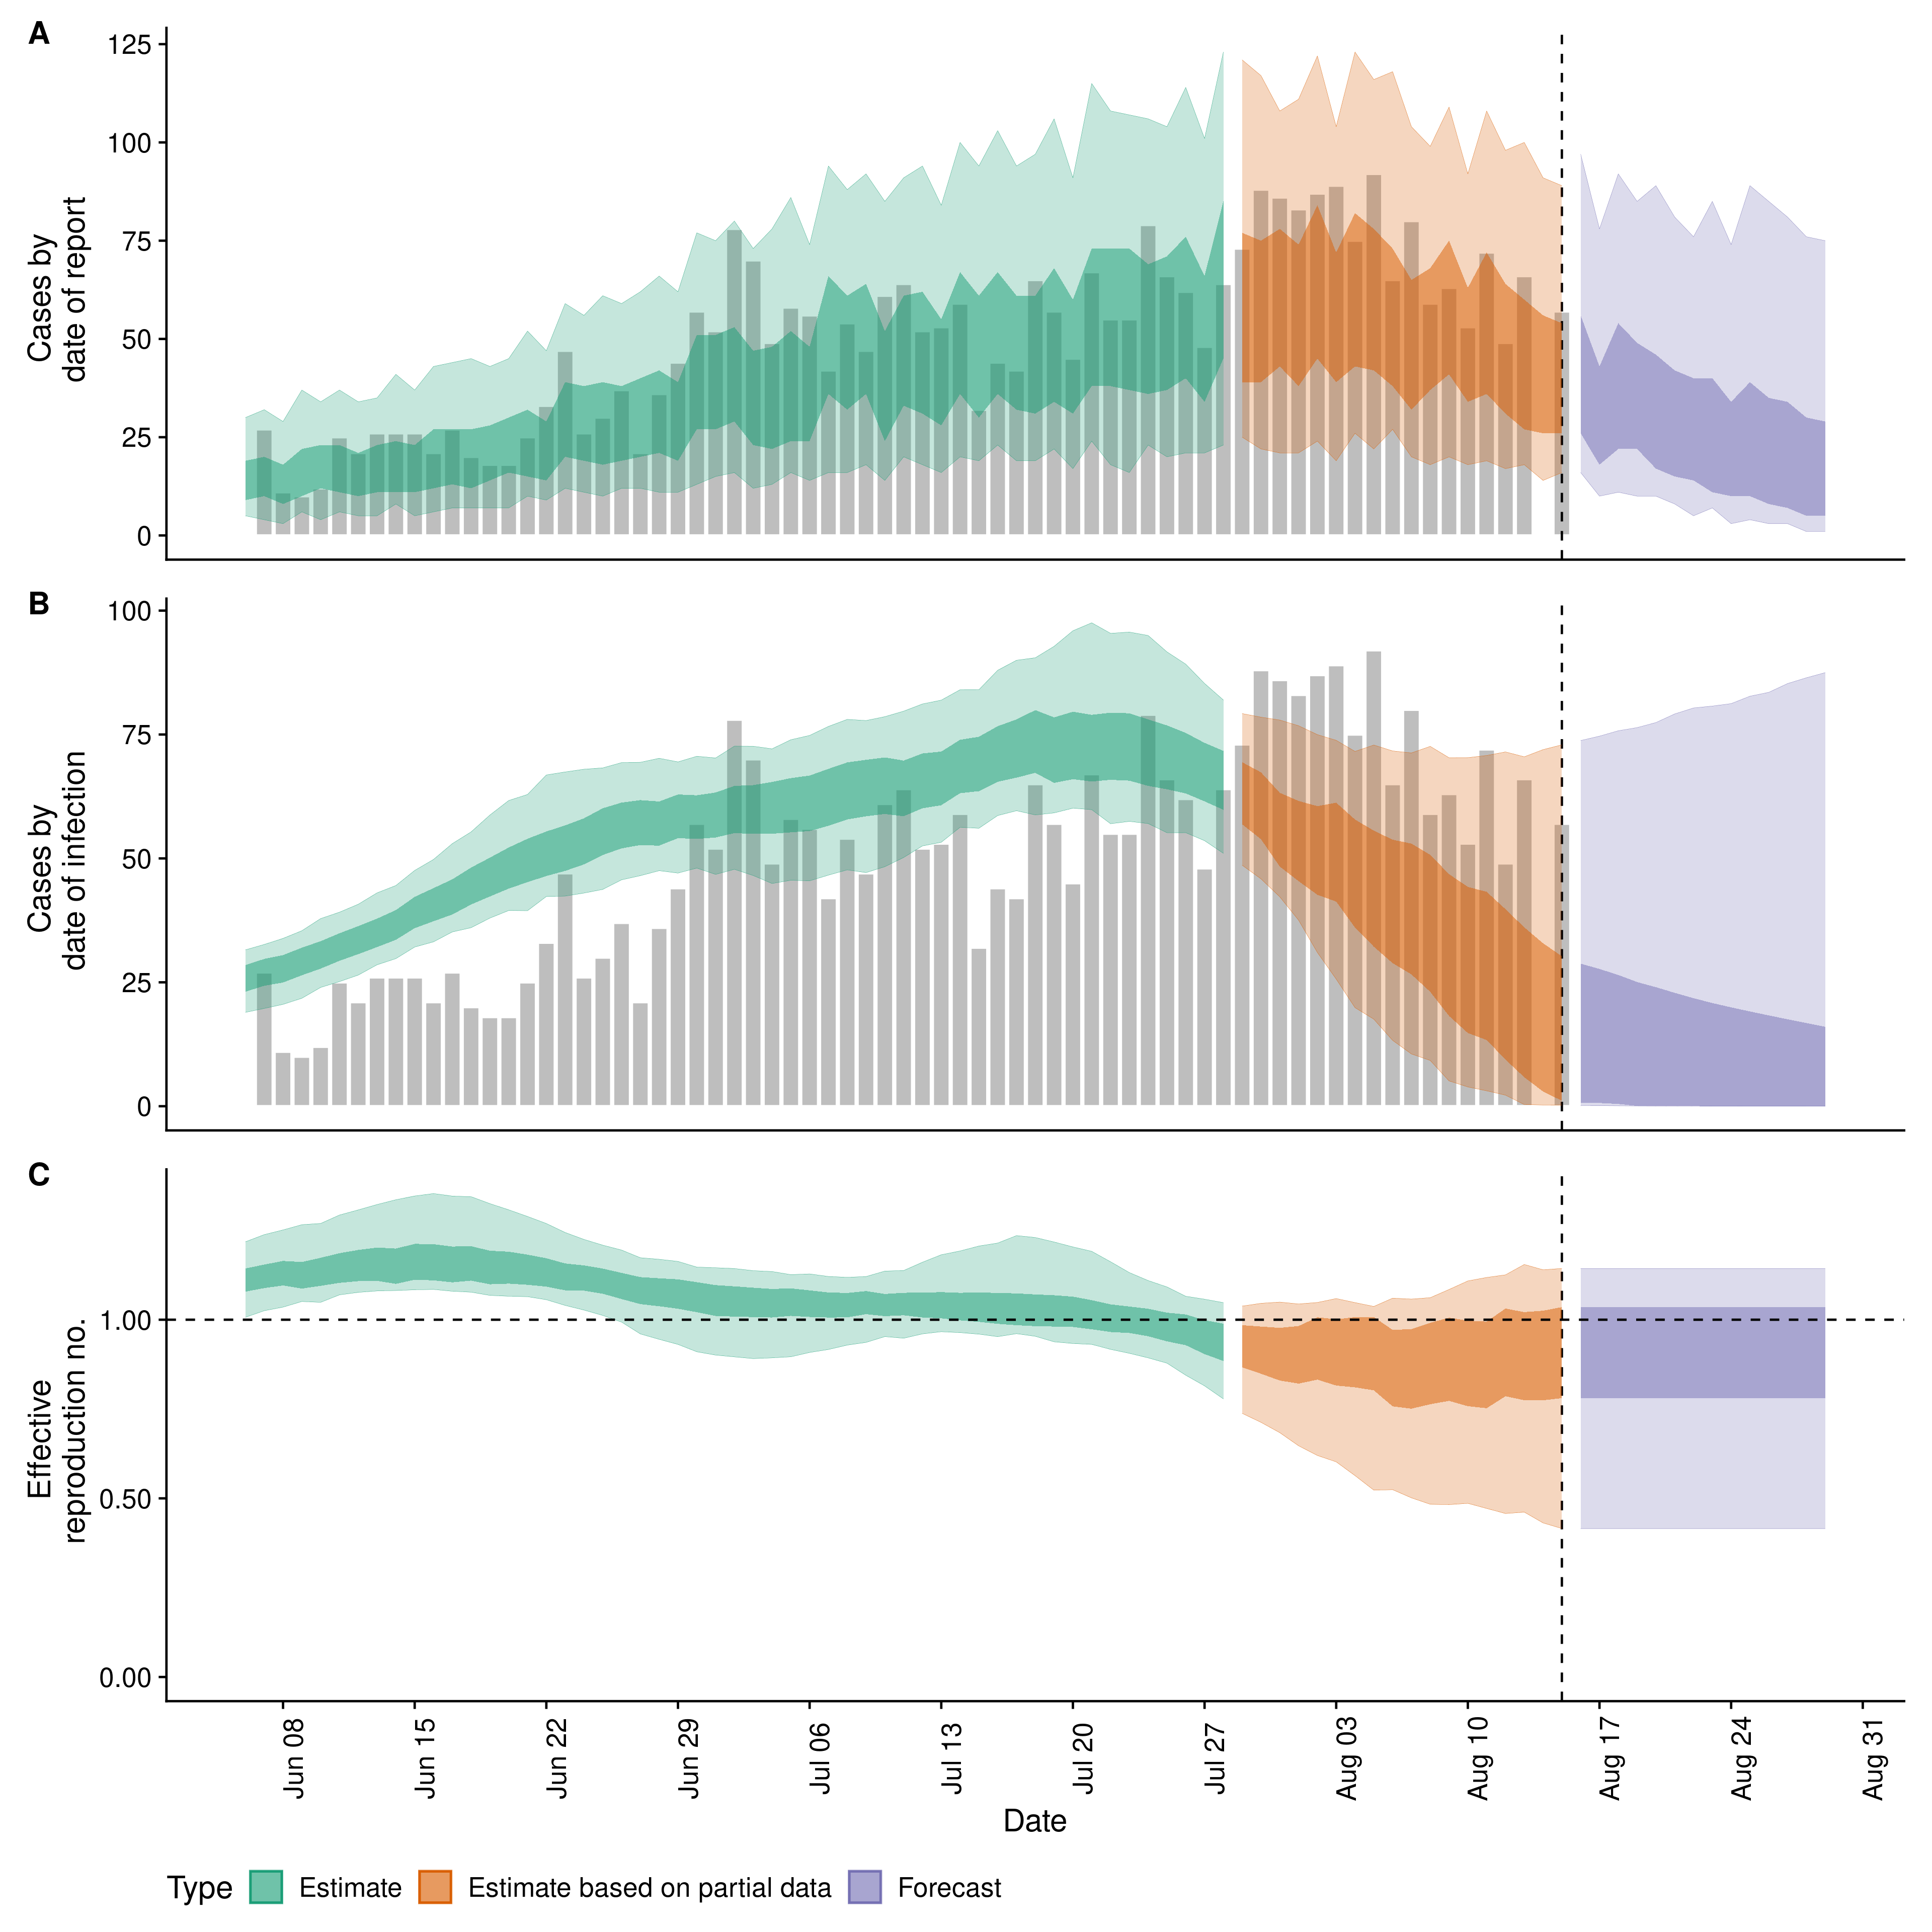 A
125
100
75
50
25
0
Cases by
date of report
B
100
75
50
25
0
Cases by
date of infection
C
1.00
0.50
0.00
Effective
reproduction no.
Jun 08
Jun 15
Jun 22
Jun 29
Jul 06
Jul 13
Jul 20
Jul 27
Aug 03
Aug 10
Aug 17
Aug 24
Aug 31
Date
Type Estimate Estimate based on partial data Forecast